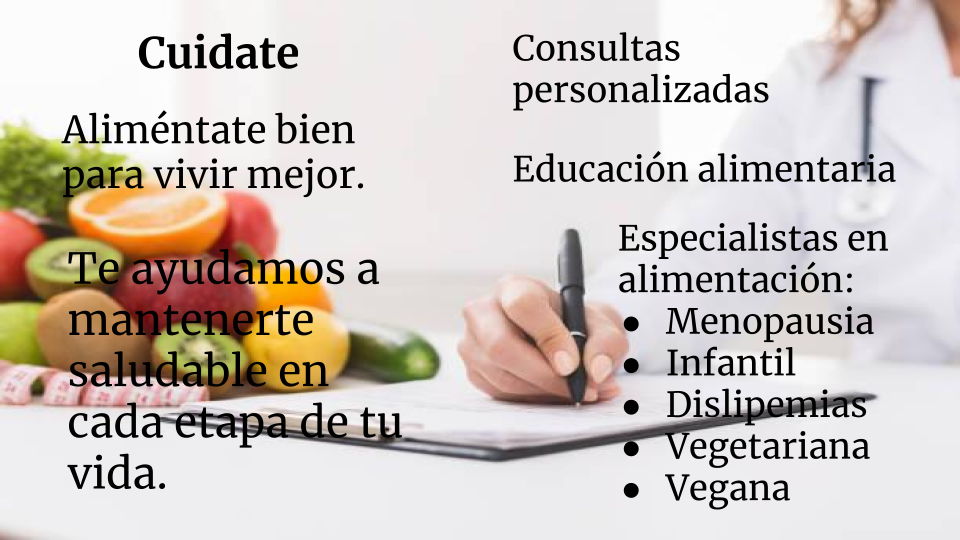 Cuidate
Aliméntate bien
para vivir mejor.
Te ayudamos a
mantenerte
saludable en
cada etapa de tu
vida.
Consultas
personalizadas
Educación alimentaria
Especialistas en
alimentación:
● Menopausia
● Infantil
● Dislipemias
● Vegetariana
● Vegana